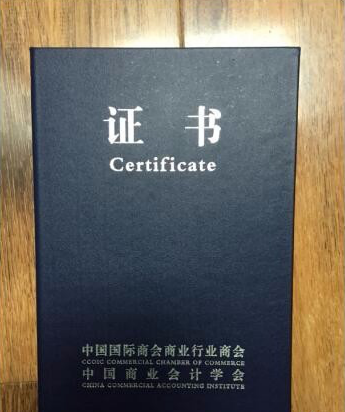 证 书
Certificate
中国国际商会商业行业商会
CCOIC COMMERCIAL CHAMBER OF COMMERCE
中国商业会计学会
CHINA COMMERCIAL ACCOUNTING INSTITUTE